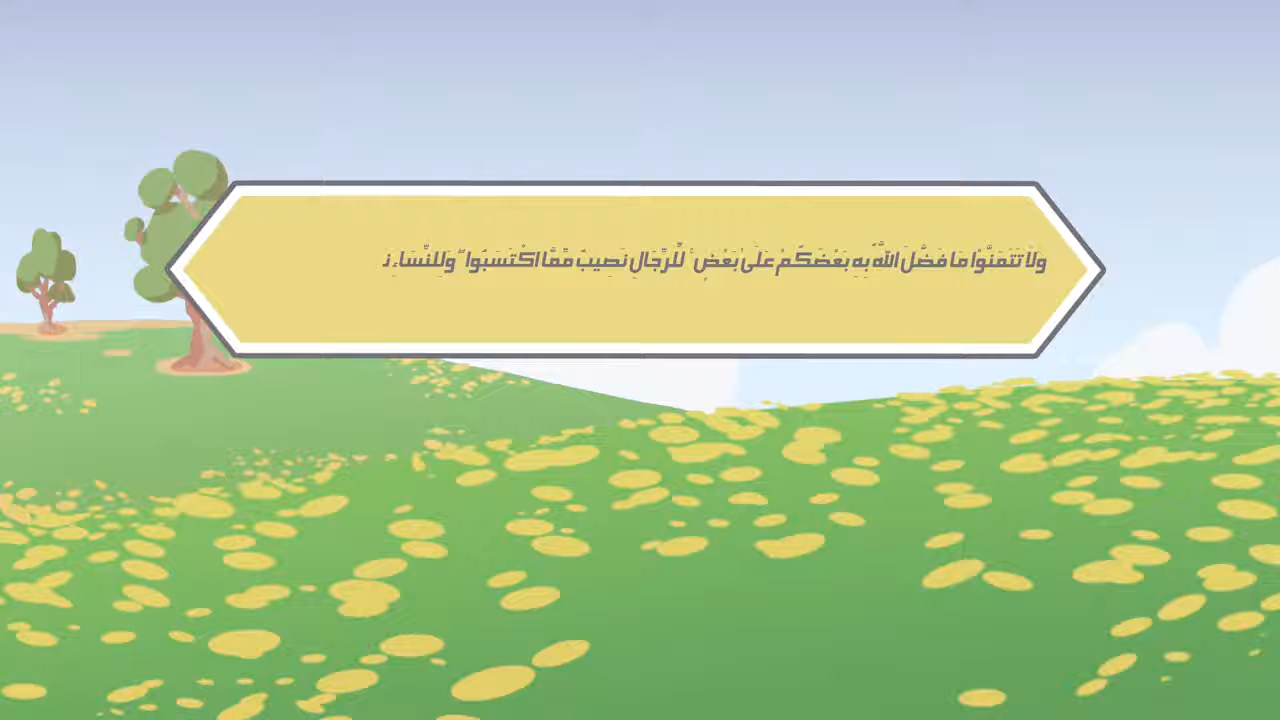 وَلَا تَتَمَنَّوْا مَا فَضَّلَ اللَّهُ بِهِ بَعْضَكُمْ عَلَىٰ بَعْضٍ ۚ لِّلرِّجَالِ نَصِيبٌ مِّمَّا اكْتَسَبُوا ۖ وَلِلنِّسَاءِ نَ